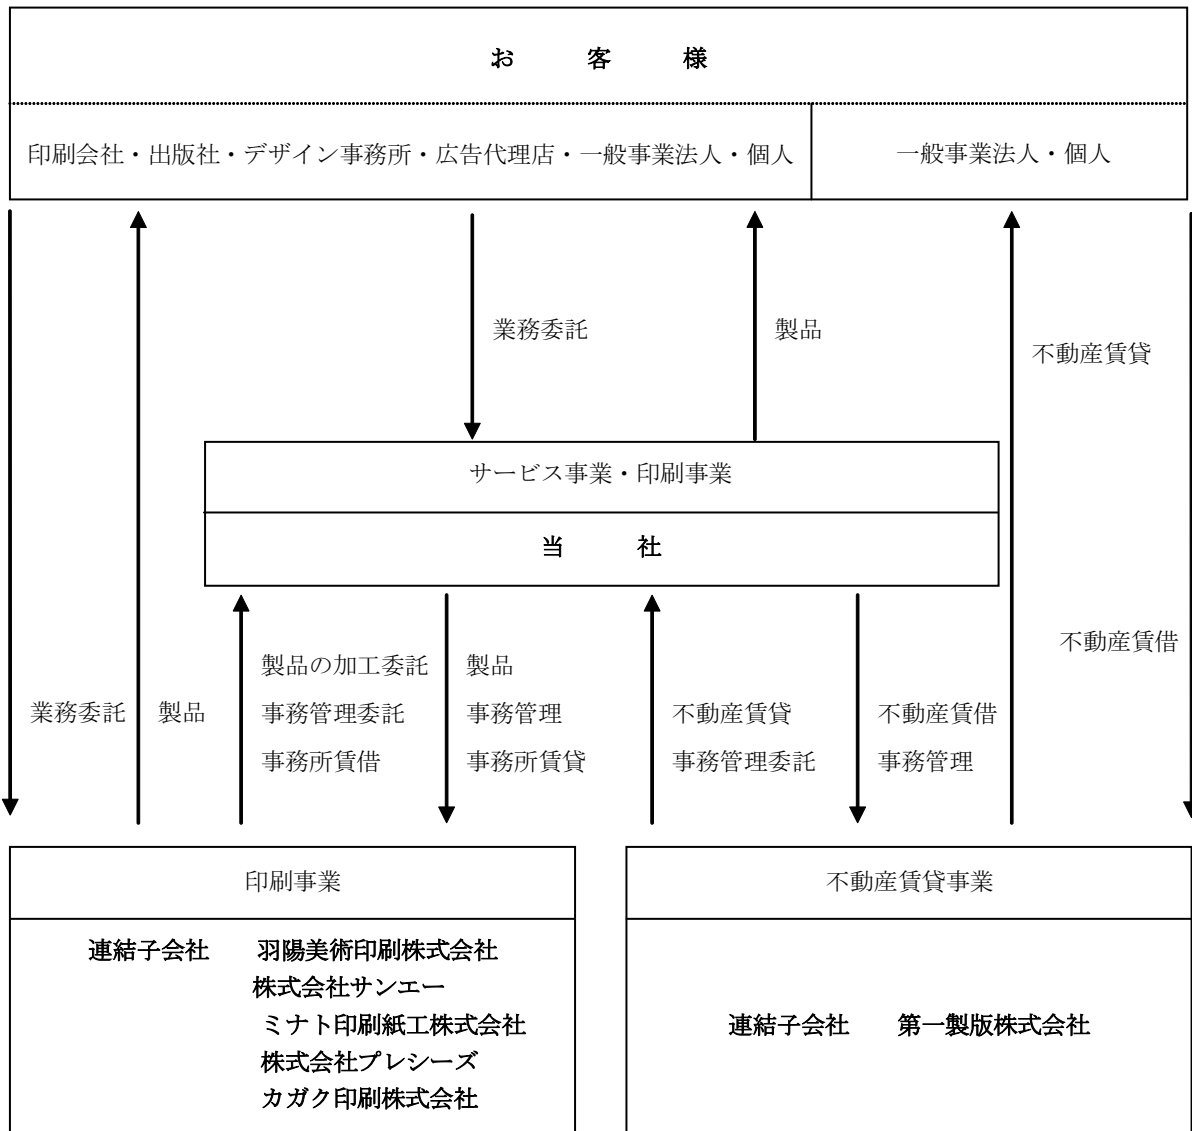 お　客　様
印刷会社・出版社・デザイン事務所・広告代理店・一般事業法人・個人
一般事業法人・個人
業務委託
製品
不動産賃貸
サービス事業・印刷事業
当　社
不動産賃借
業務委託
製品
製品の加工委託
事務管理委託
事務所賃借
製品
事務管理
事務所賃貸
不動産賃貸
事務管理委託
不動産賃借
事務管理
印刷事業
連結子会社　羽陽美術印刷株式会社
株式会社サンエー
ミナト印刷紙工株式会社
株式会社プレシーズ
カガク印刷株式会社
不動産賃貸事業
連結子会社　第一製版株式会社